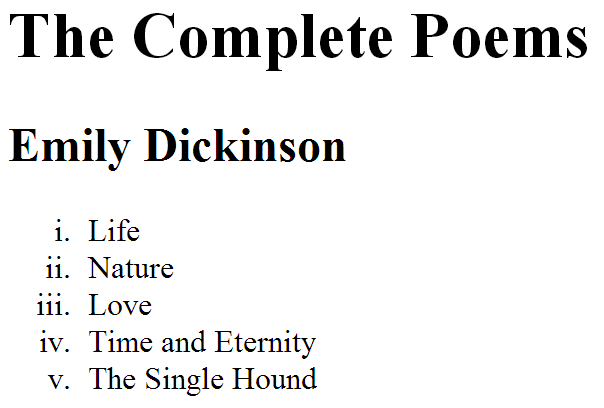 The Complete Poems
Emily Dickinson
i. Life
ii. Nature
iii. Love
iv. Time and Eternity
v. The Single Hound